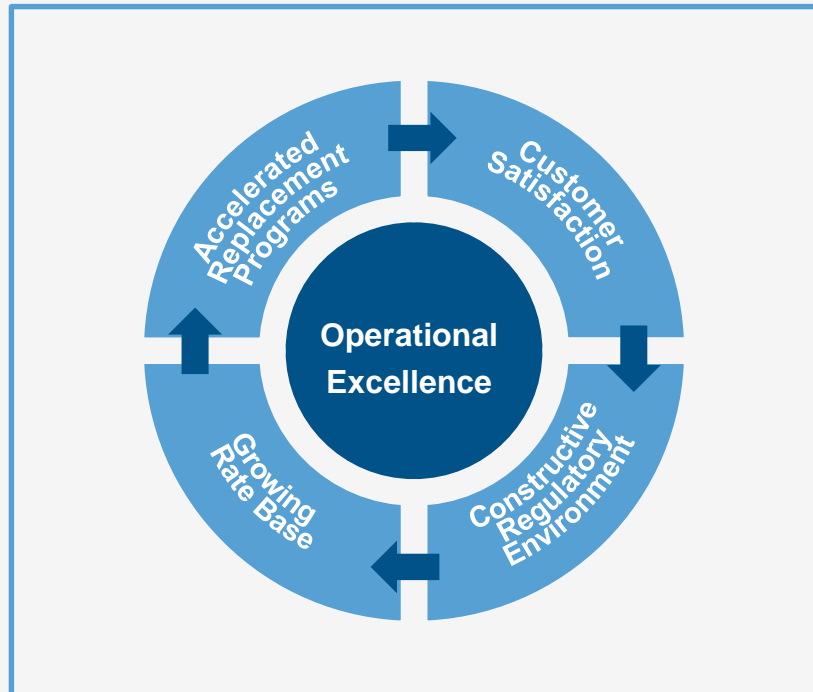 Accelerated
Replacement
Programs
Customer
Satisfaction
Operational
Excellence
Growing
Rate Base
Constructive
Regulatory
Environment